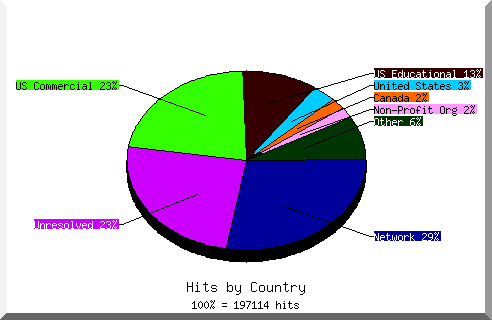 US Educational 13%
US Commercial 23%
United States 3%
Canada 2%
Non-Profit Org 2%
Other 6%
Unresolved 23%
Network 29%
Hits by Country
100% = 197114 hits